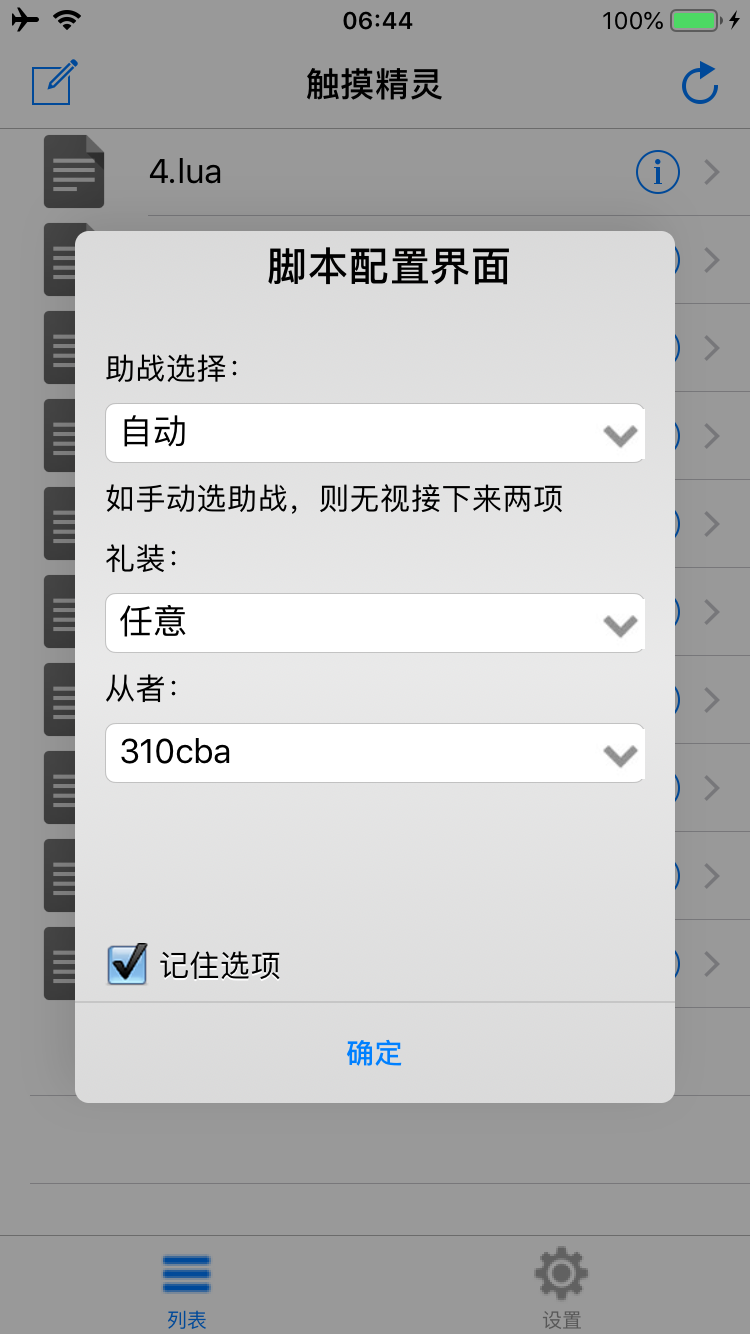 06:44
100%
触摸精灵
4.lua
脚本配置界面
助战选择：
自动
如手动选助战，则无视接下来两项
礼装：
任意
从者：
310cba
记住选项
确定
列表
设置